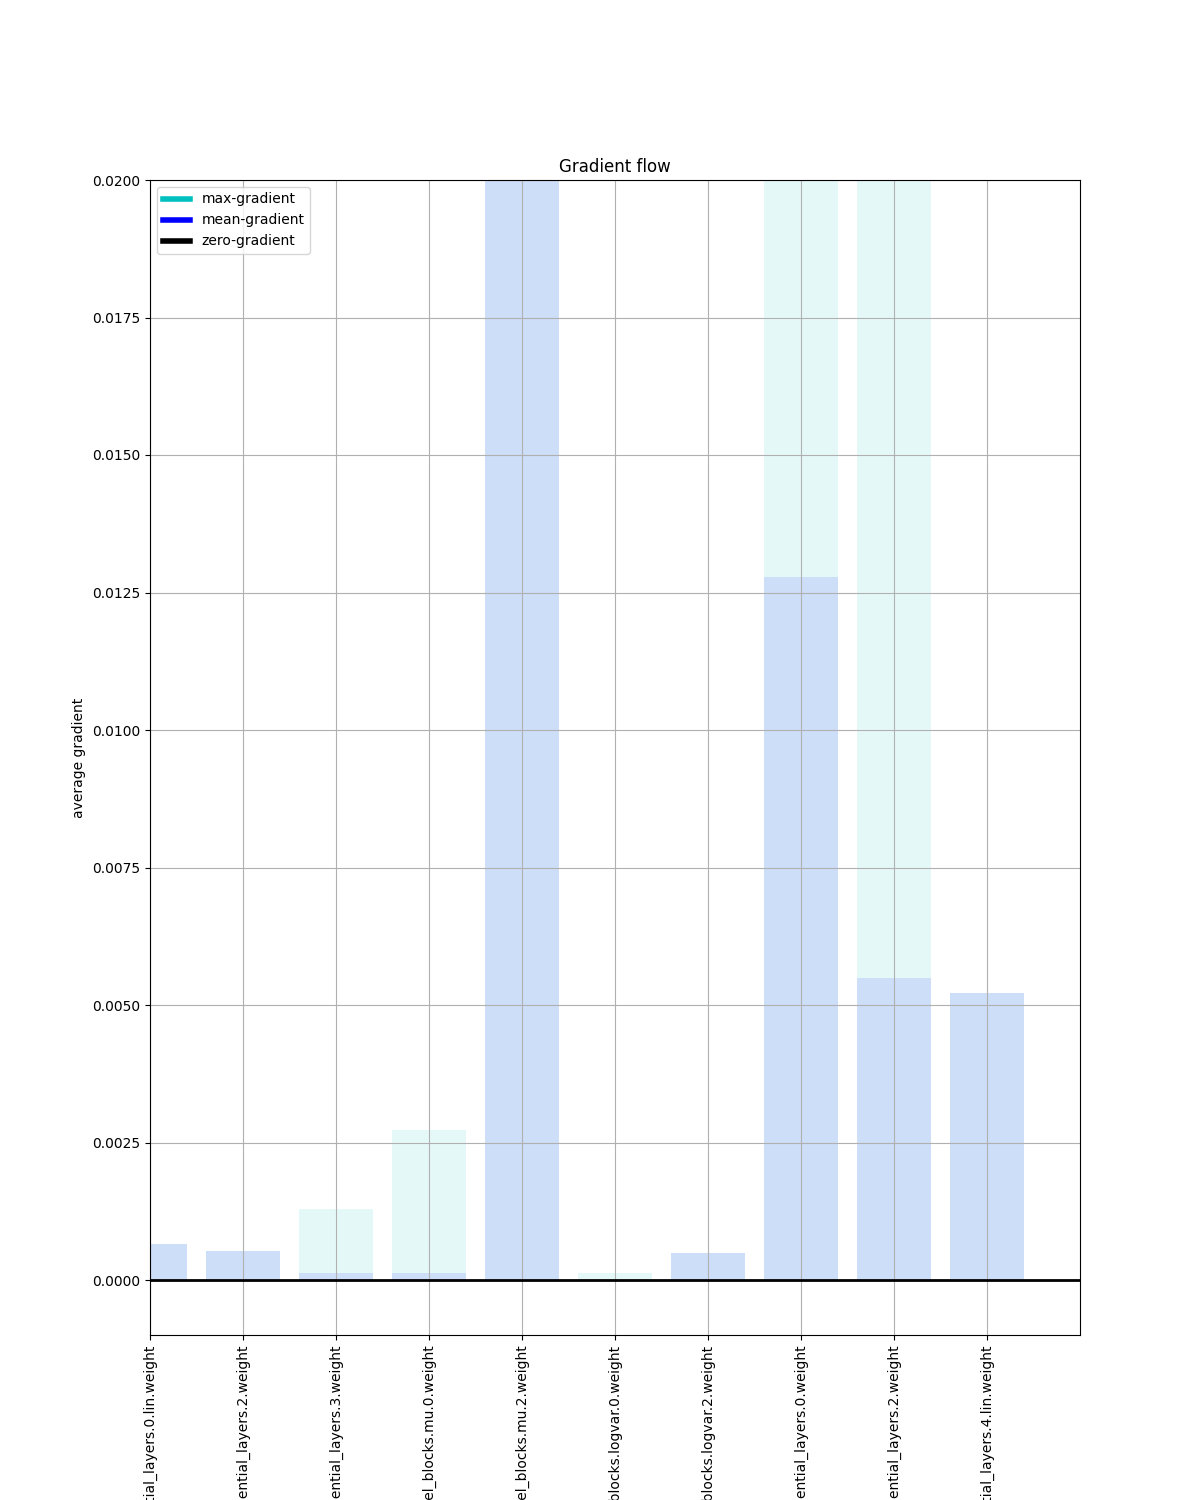 Gradient flow
max-gradient
mean-gradient
zero-gradient
0.0200
0.0175
0.0150
0.0125
0.0100
0.0075
0.0050
0.0025
0.0000
average gradient
tial_layers.0.lin.weight
ential_layers.2.weight
ential_layers.3.weight
el_blocks.mu.0.weight
el_blocks.mu.2.weight
blocks.logvar.0.weight
blocks.logvar.2.weight
ential_layers.0.weight
ential_layers.2.weight
tial_layers.4.lin.weight